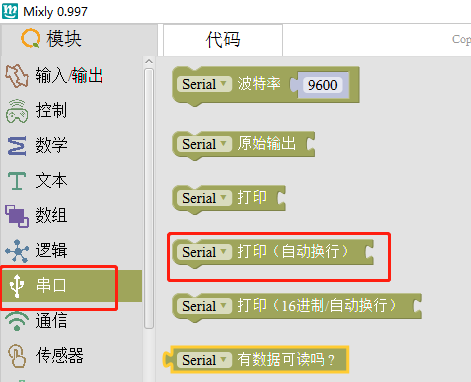 Mixly 0.997
模块
代码
Cop
输入/输出
控制
数学
文本
数组
逻辑
串口
通信
传感器
Serial 波特率 9600
Serial 原始输出
Serial 打印
Serial 打印（自动换行）
Serial 打印（16进制/自动换行）
Serial 有数据可读吗？